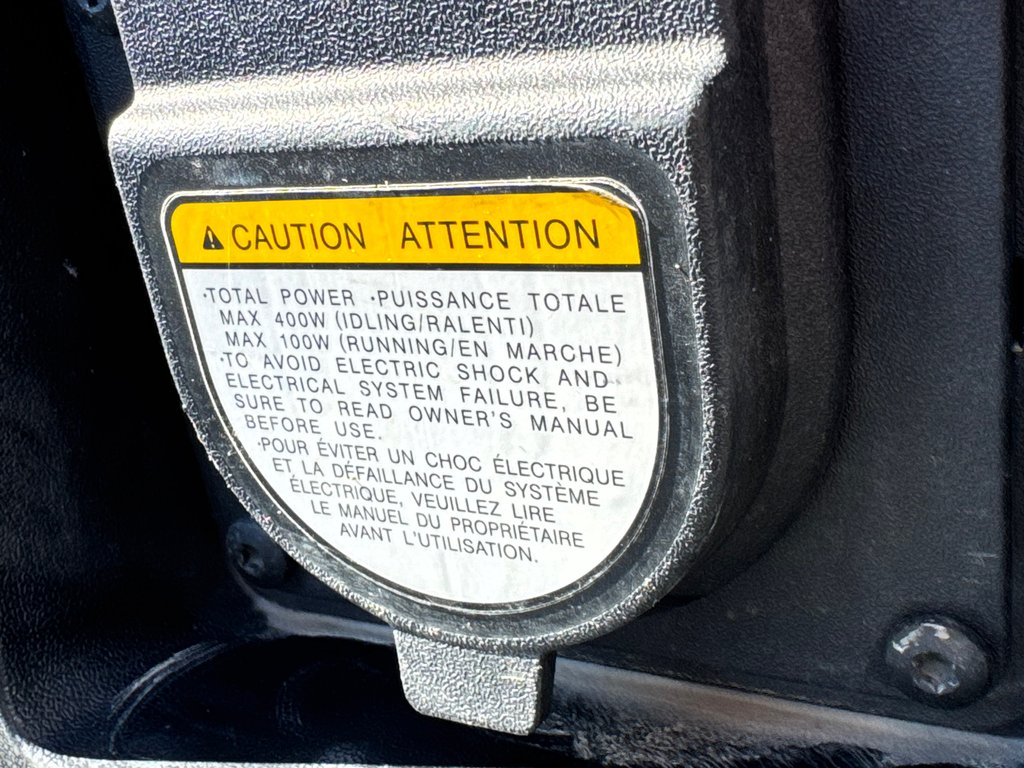 ⚠CAUTION ATTENTION
·TOTAL POWER ·PUISSANCE TOTALE
MAX 400W (IDLING/RALENTI)
MAX 100W (RUNNING/EN MARCHE)
·TO AVOID ELECTRIC SHOCK AND
ELECTRICAL SYSTEM FAILURE, BE
SURE TO READ OWNER'S MANUAL
BEFORE USE.
·POUR ÉVITER UN CHOC ÉLECTRIQUE
ET LA DÉFAILLANCE DU SYSTÈME
ÉLECTRIQUE, VEUILLEZ LIRE
LE MANUEL DU PROPRIÉTAIRE
AVANT L'UTILISATION.